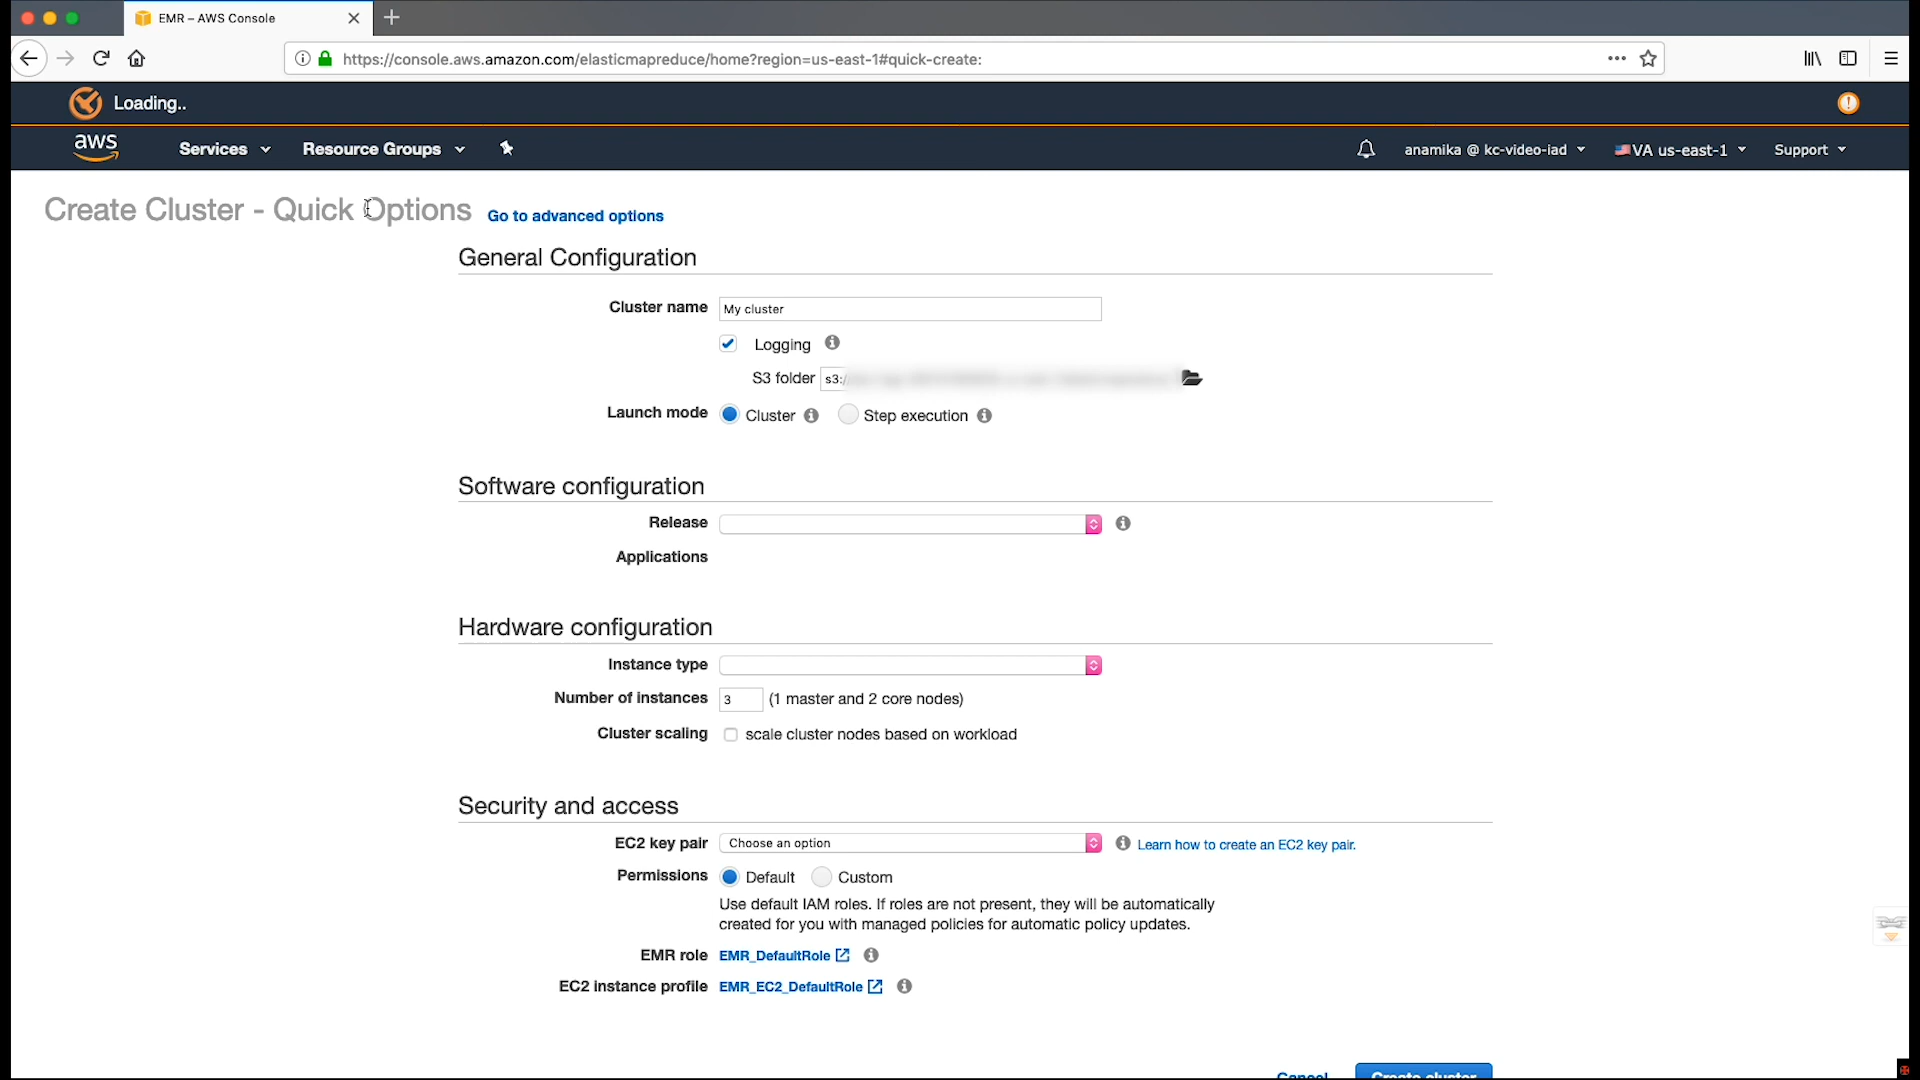 EMR – AWS Console
https://console.aws.amazon.com/elasticmapreduce/home?region=us-east-1#quick-create:
Loading..
aws Services Resource Groups anamika @ kc-video-iad VA us-east-1 Support
Create Cluster - Quick Options Go to advanced options
General Configuration
Cluster name My cluster
Logging
S3 folder s3:/
Launch mode Cluster Step execution
Software configuration
Release
Applications
Hardware configuration
Instance type
Number of instances 3 (1 master and 2 core nodes)
Cluster scaling scale cluster nodes based on workload
Security and access
EC2 key pair Choose an option Learn how to create an EC2 key pair.
Permissions Default Custom
Use default IAM roles. If roles are not present, they will be automatically
created for you with managed policies for automatic policy updates.
EMR role EMR_DefaultRole
EC2 instance profile EMR_EC2_DefaultRole
Cancel Create cluster